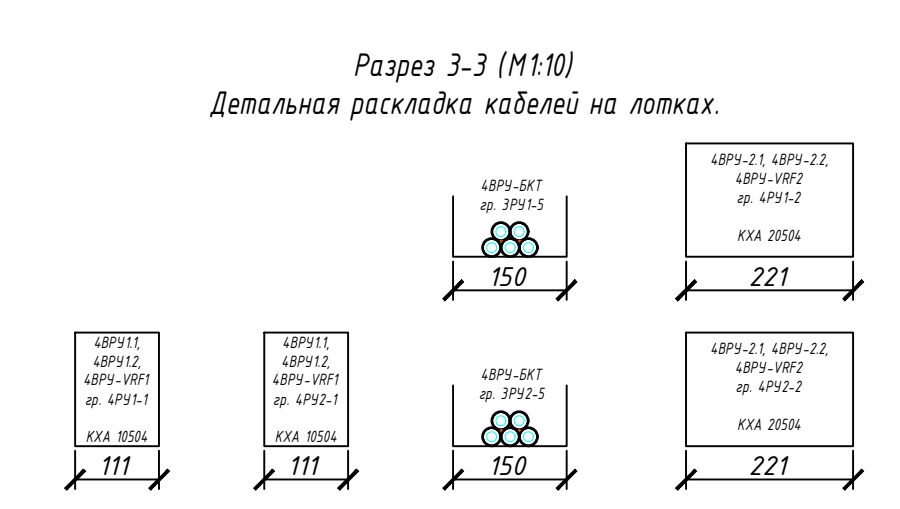 Разрез 3-3 (М1:10)
Детальная раскладка кабелей на лотках.
4ВРУ-БКТ
гр. 3РУ1-5
150
4ВРУ-2.1, 4ВРУ-2.2,
4ВРУ-VRF2
гр. 4РУ1-2
КХА 20504
221
4ВРУ1.1,
4ВРУ1.2,
4ВРУ-VRF1
гр. 4РУ1-1
КХА 10504
111
4ВРУ1.1,
4ВРУ1.2,
4ВРУ-VRF1
гр. 4РУ2-1
КХА 10504
111
4ВРУ-БКТ
гр. 3РУ2-5
150
4ВРУ-2.1, 4ВРУ-2.2,
4ВРУ-VRF2
гр. 4РУ2-2
КХА 20504
221